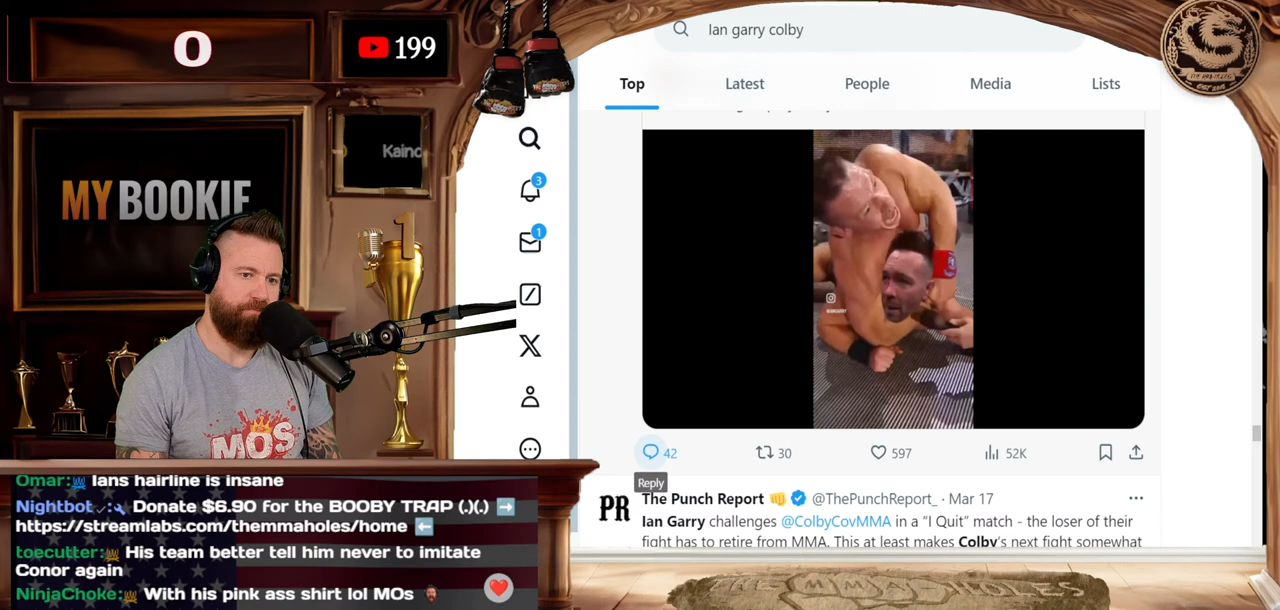 0
199
MY BOOKIE
Kaind
1
Ian garry colby
Top
Latest
People
Media
Lists
3
1
42
30
597
52K
Reply
PR
The Punch Report 👊 @ThePunchReport_ · Mar 17
Ian Garry challenges @ColbyCovMMA in a “I Quit” match - the loser of their
fight has to retire from MMA. This at least makes Colby's next fight somewhat
MOS
Omar: Ians hairline is insane
Nightbot : Donate $6.90 for the BOOBY TRAP (.)(.) ➡️
https://streamlabs.com/themmaholes/home ⬅️
toecutter: His team better tell him never to imitate
Conor again
NinjaChoke: With his pink ass shirt lol MOs